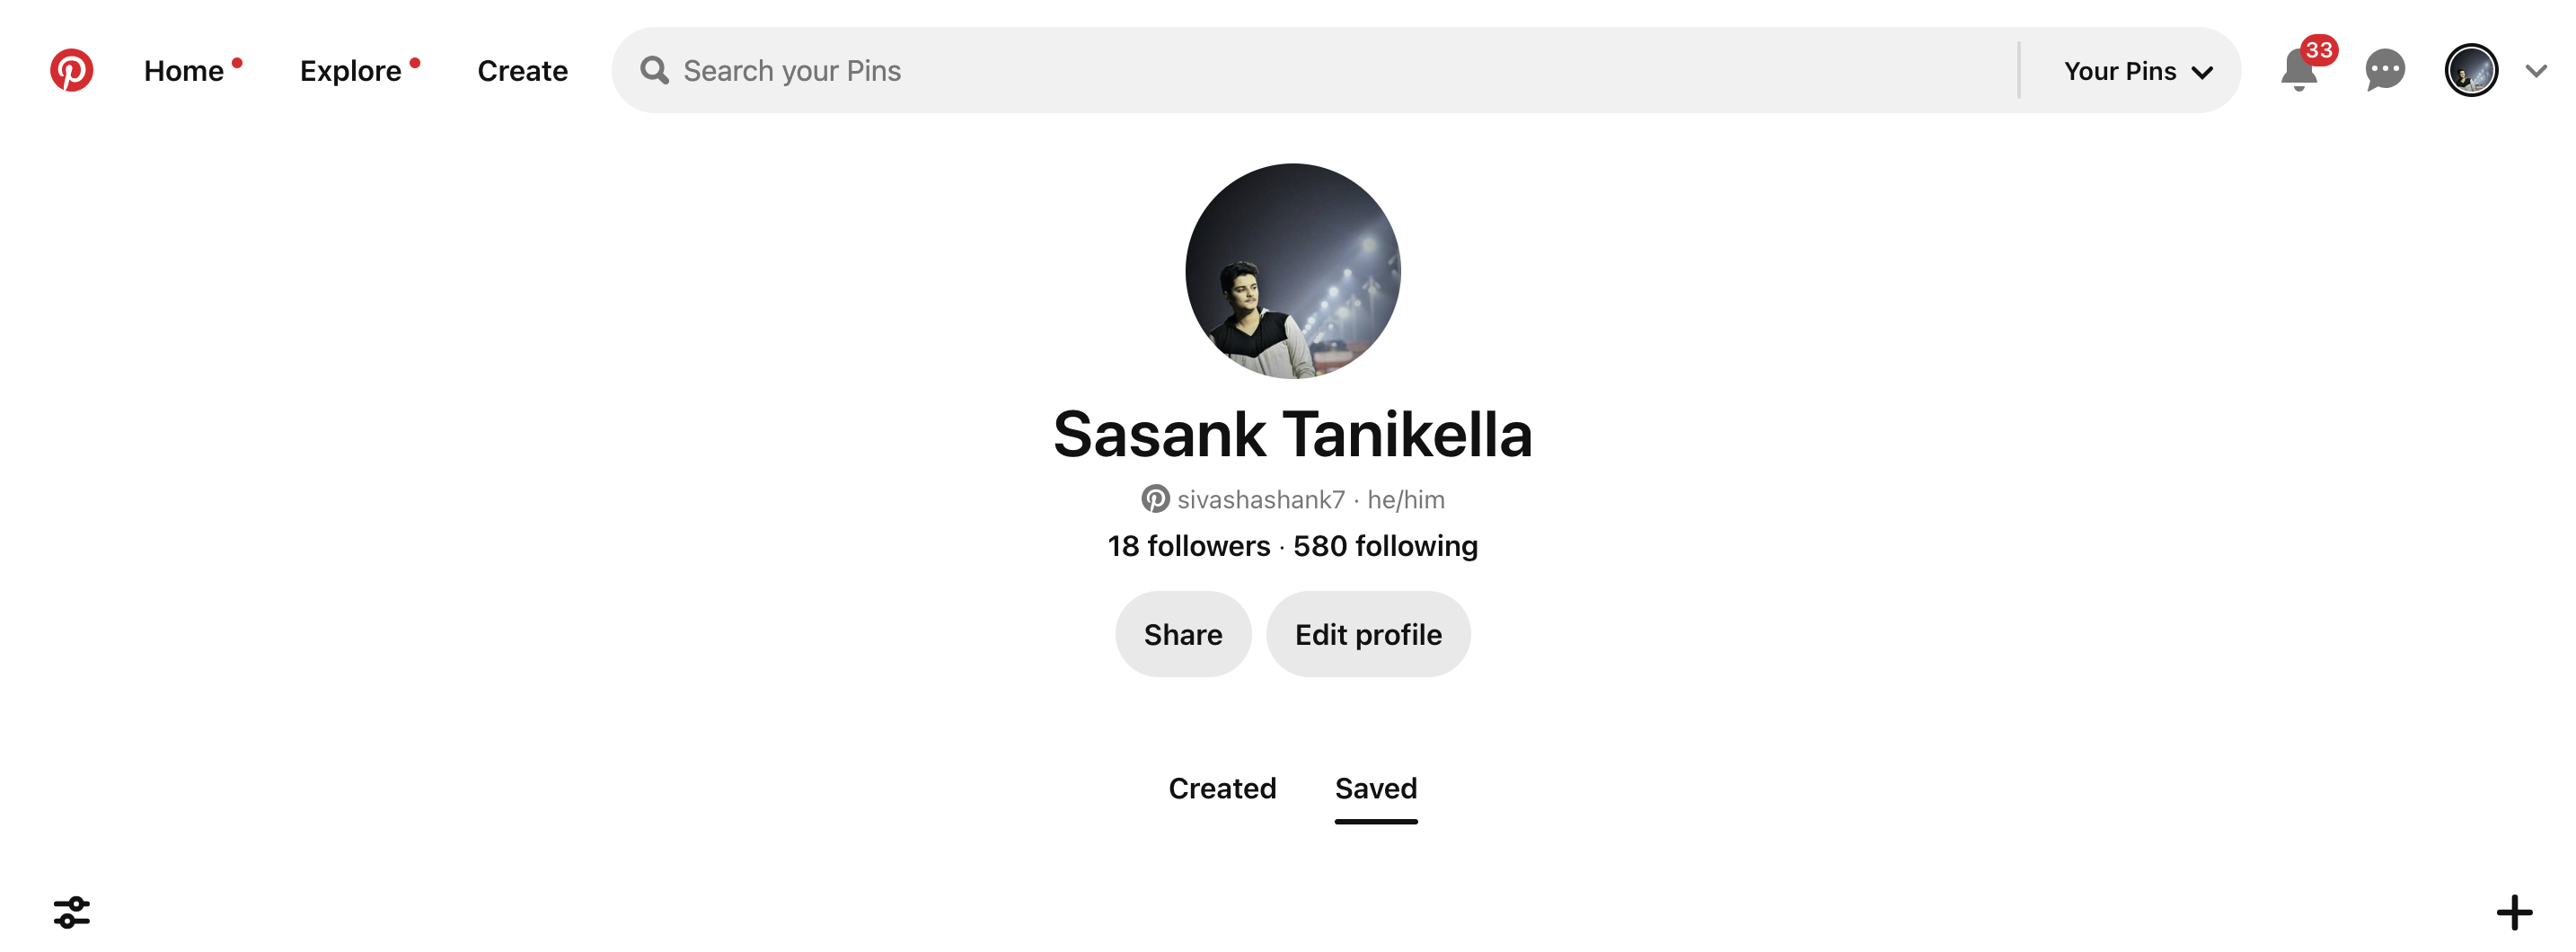 Home Explore Create Search your Pins Your Pins 33
Sasank Tanikella
sivashashank7 · he/him
18 followers · 580 following
Share Edit profile
Created Saved